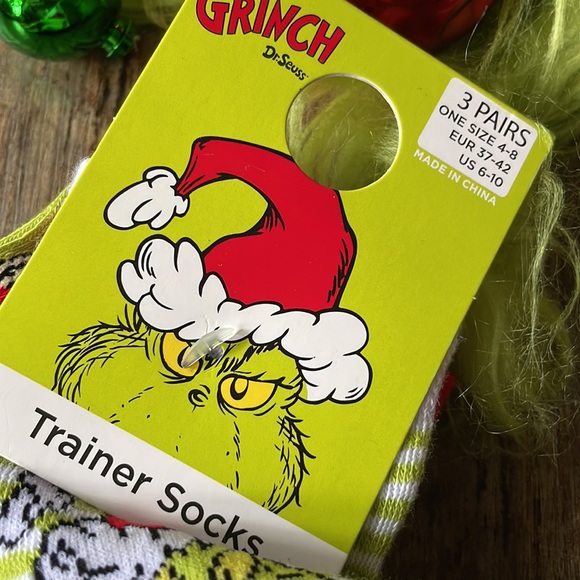 GRINCH
Dr. Seuss
3 PAIRS
ONE SIZE 4-8
EUR 37-42
US 6-10
MADE IN CHINA
Trainer Socks